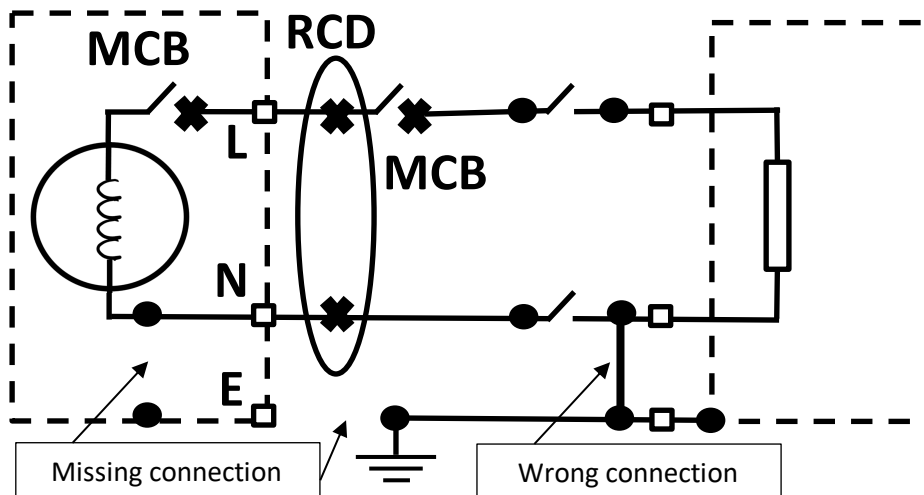 RCD
MCB
L
MCB
N
E
Missing connection
Wrong connection